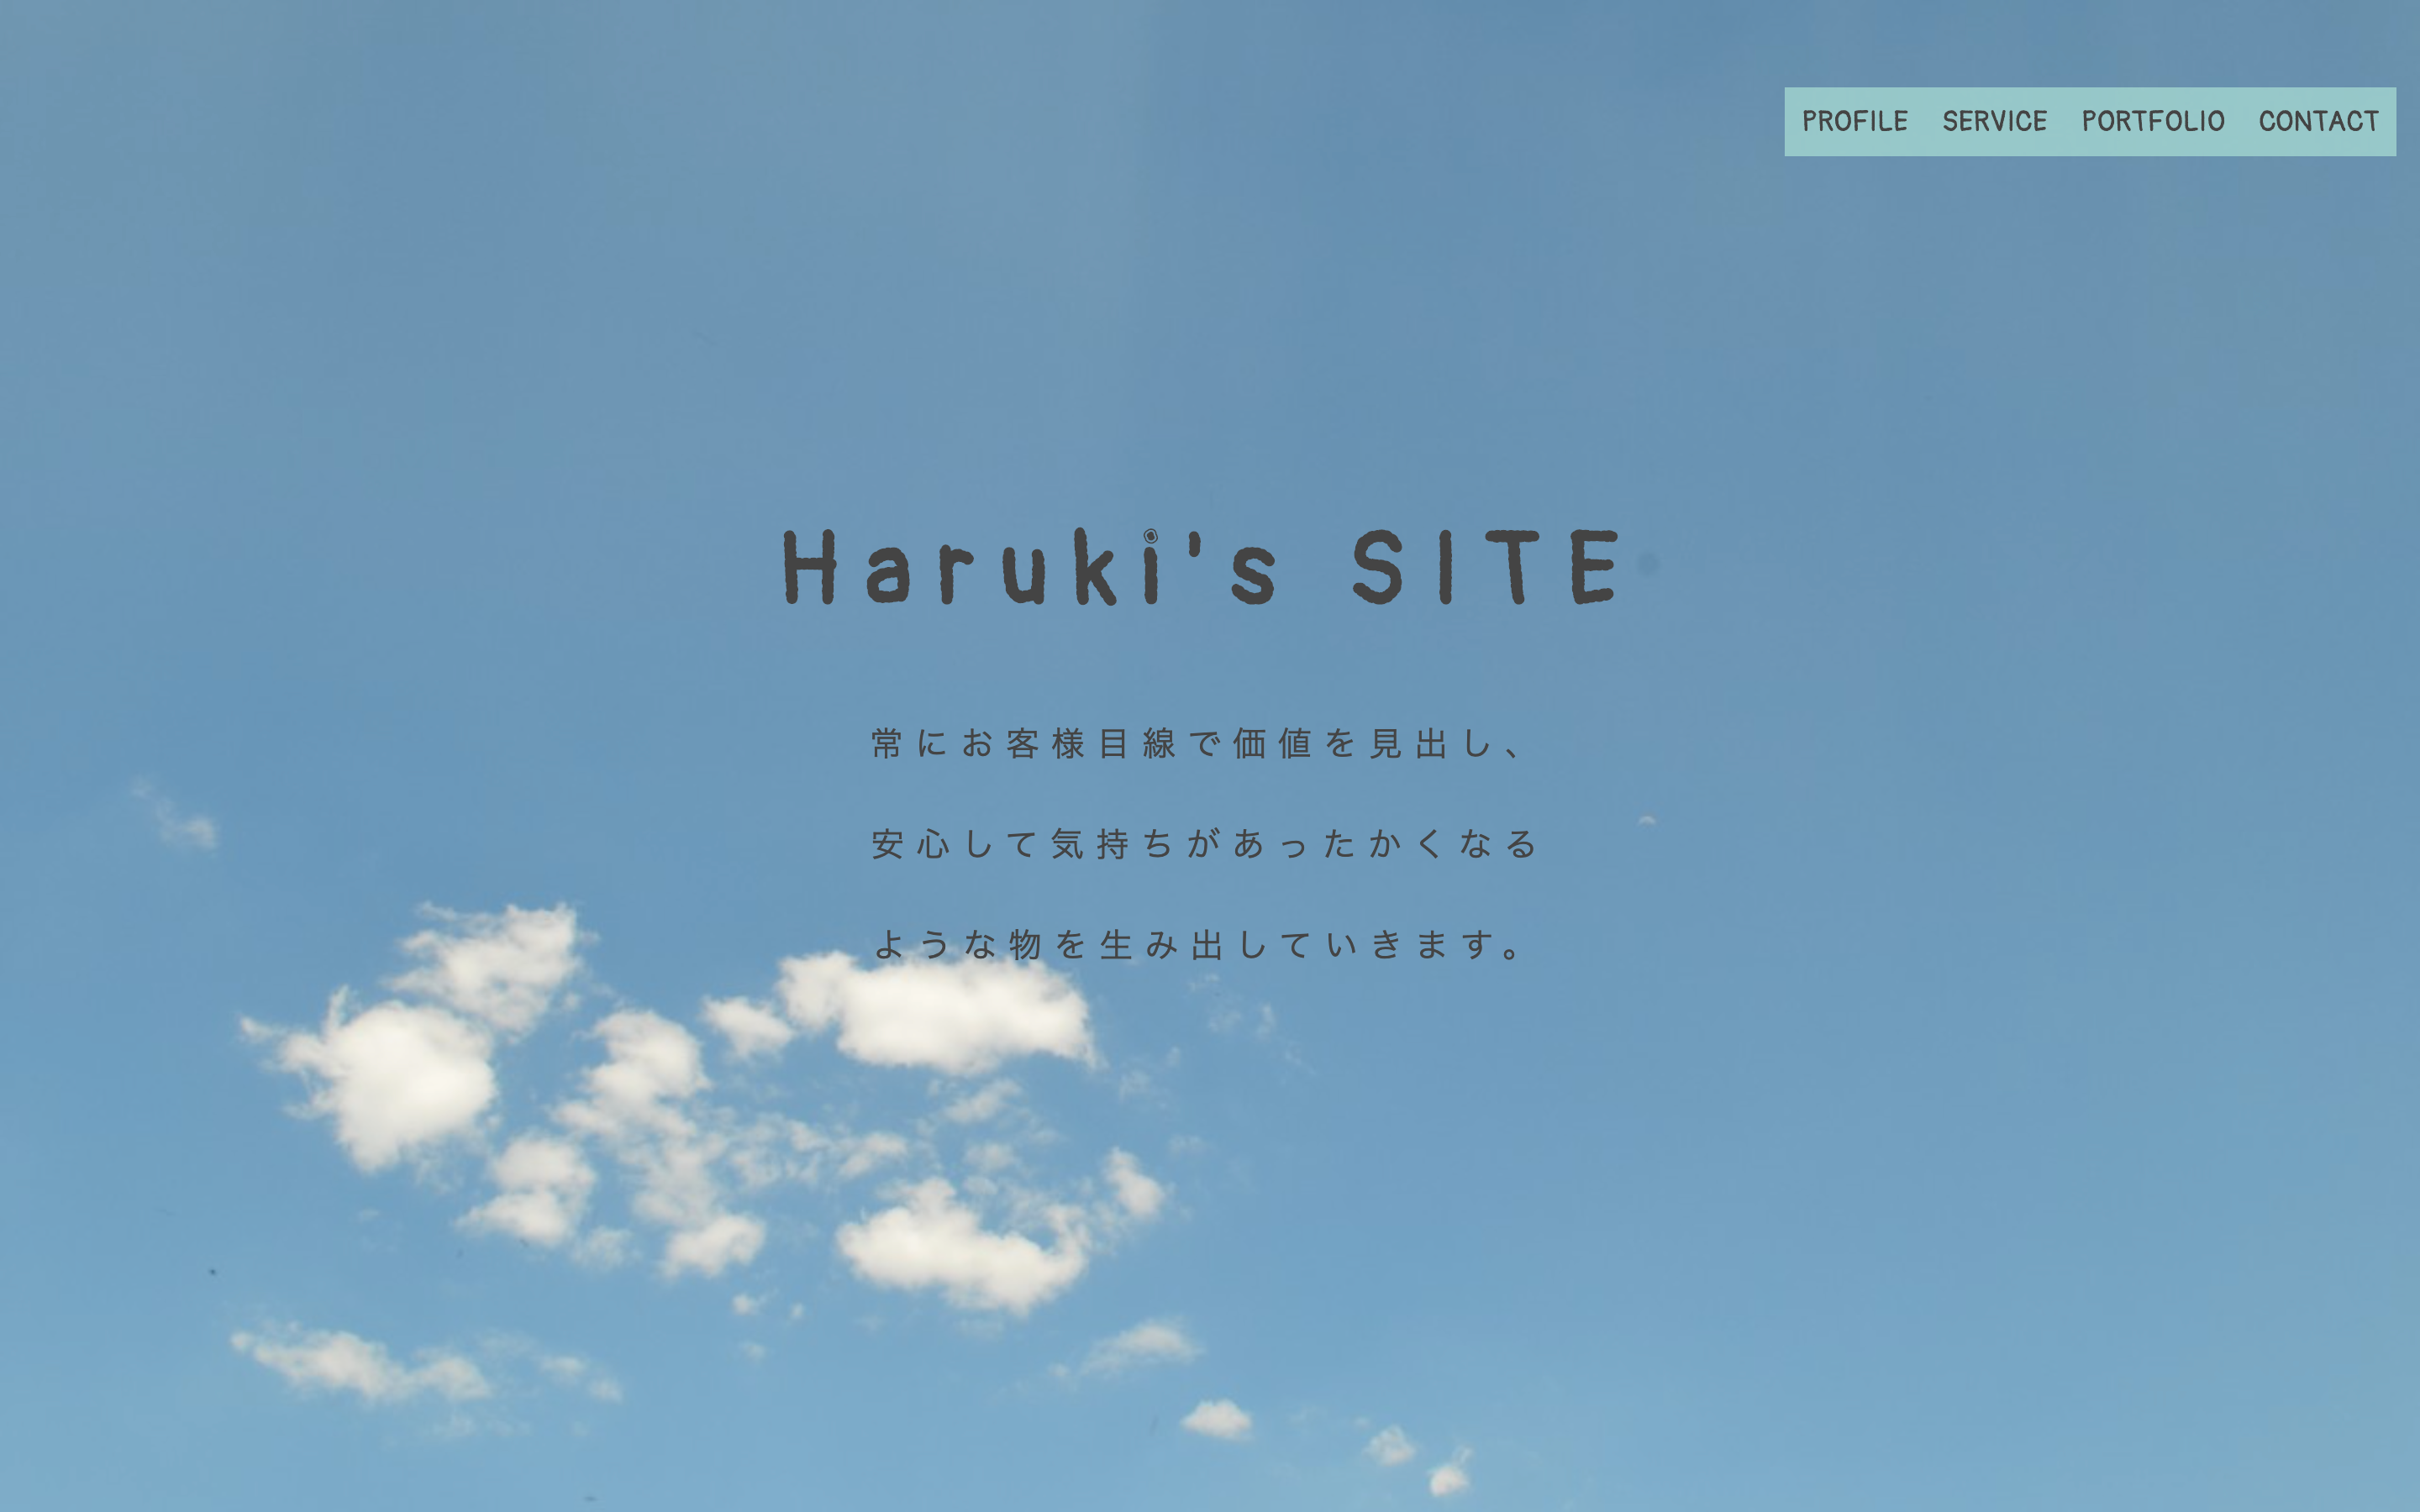 PROFILE SERVICE PORTFOLIO CONTACT
Haruki's SITE
常にお客様目線で価値を見出し、
安心して気持ちがあったかくなる
ような物を生み出していきます。